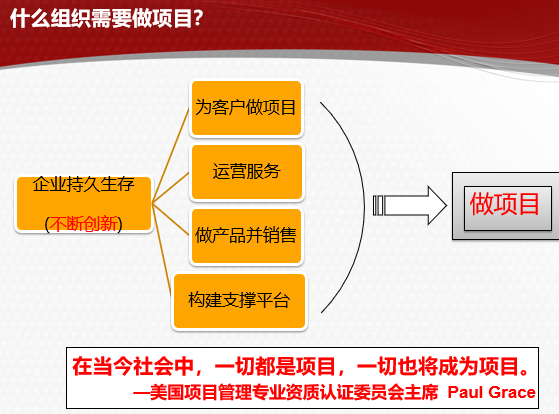 什么组织需要做项目？
为客户做项目
运营服务
企业持久生存
(不断创新)
做产品并销售
构建支撑平台
做项目
在当今社会中，一切都是项目，一切也将成为项目。
—美国项目管理专业资质认证委员会主席 Paul Grace